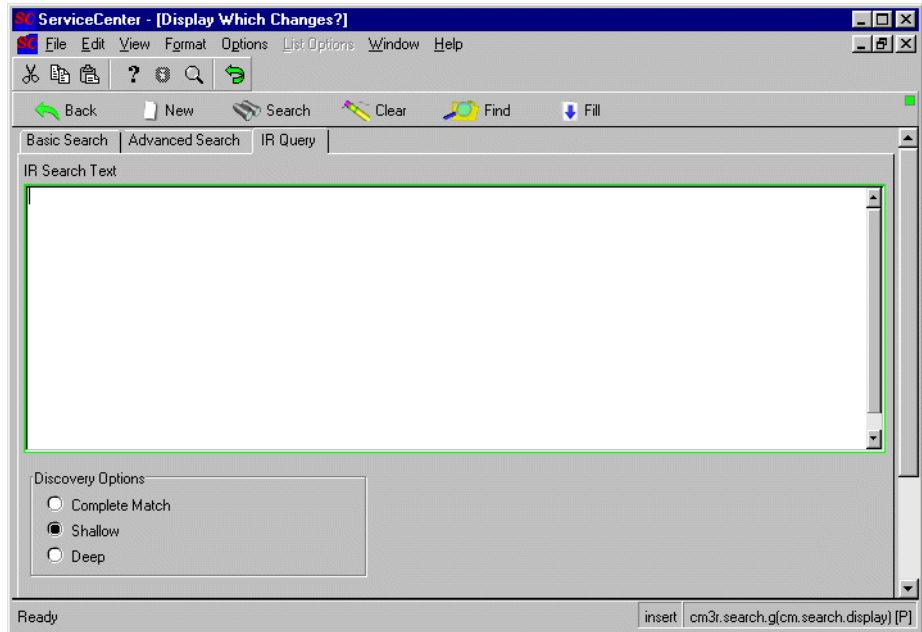 SC ServiceCenter - [Display Which Changes?]
SC File Edit View Format Options List Options Window Help
?
Back New Search Clear Find Fill
Basic Search Advanced Search IR Query
IR Search Text
Discovery Options
Complete Match
Shallow
Deep
Ready insert cm3r.search.g(cm.search.display) [P]